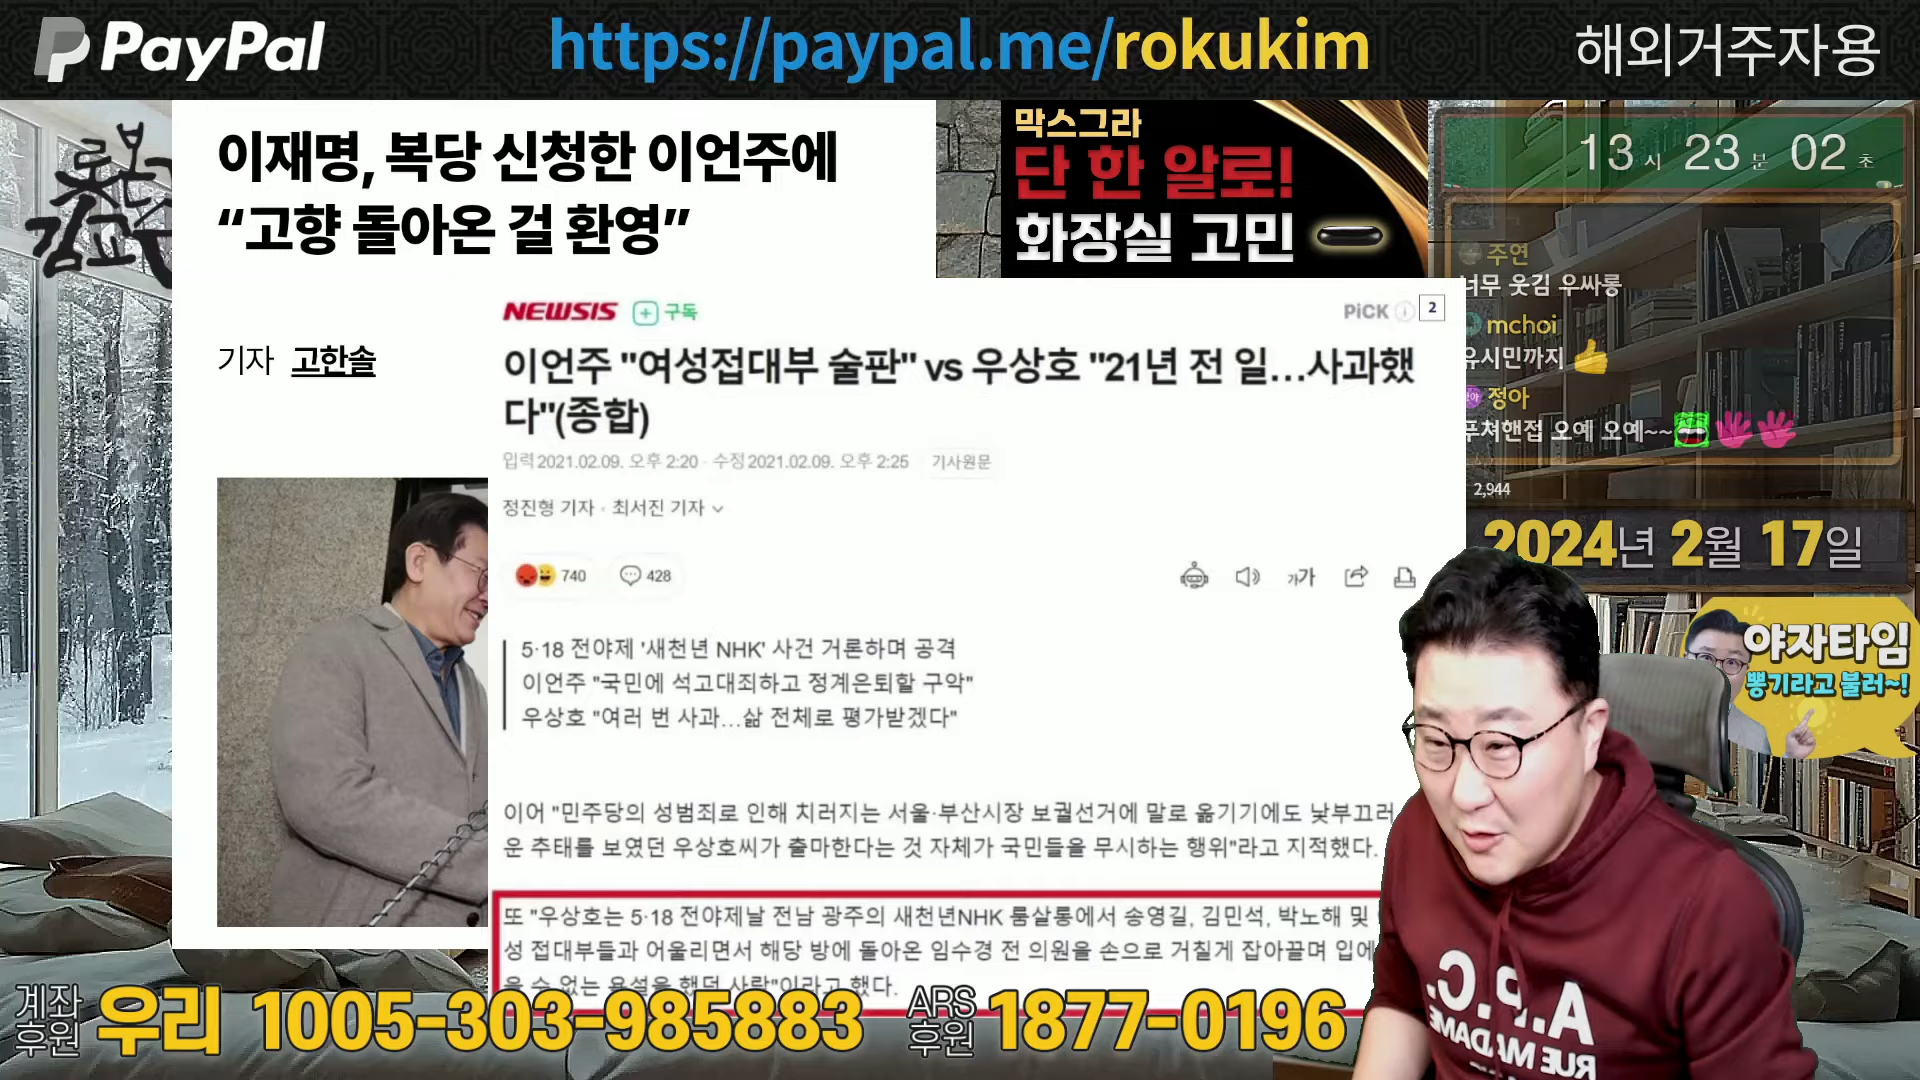 PayPal
https://paypal.me/rokukim
해외거주자용
이재명, 복당 신청한 이언주에
“고향 돌아온 걸 환영”
기자 고한솔
막스그라
단 한 알로!
화장실 고민
13시 23분 02초
주연
너무 웃김 우싸롱
mchoi
유시민까지
정아
푸쳐핸접 오예 오예~~
2,944
2024년 2월 17일
야자타임
뽕기라고 불러~!
NEWSIS 구독
PiCK 2
이언주 "여성접대부 술판" vs 우상호 "21년 전 일…사과했
다"(종합)
입력 2021.02.09. 오후 2:20 · 수정 2021.02.09. 오후 2:25 기사원문
정진형 기자 · 최서진 기자
740 428
가가
5·18 전야제 '새천년 NHK' 사건 거론하며 공격
이언주 "국민에 석고대죄하고 정계은퇴할 구악"
우상호 "여러 번 사과…삶 전체로 평가받겠다"
이어 "민주당의 성범죄로 인해 치러지는 서울·부산시장 보궐선거에 말로 옮기기에도 낯부끄러
운 추태를 보였던 우상호씨가 출마한다는 것 자체가 국민들을 무시하는 행위"라고 지적했다.
또 "우상호는 5·18 전야제날 전남 광주의 새천년NHK 룸살롱에서 송영길, 김민석, 박노해 및
성 접대부들과 어울리면서 해당 방에 돌아온 임수경 전 의원을 손으로 거칠게 잡아끌며 입에
을 수 없는 욕설을 했던 사람"이라고 했다.
계좌후원 우리 1005-303-985883
ARS후원 1877-0196
A.P.C.
RUE MADAME